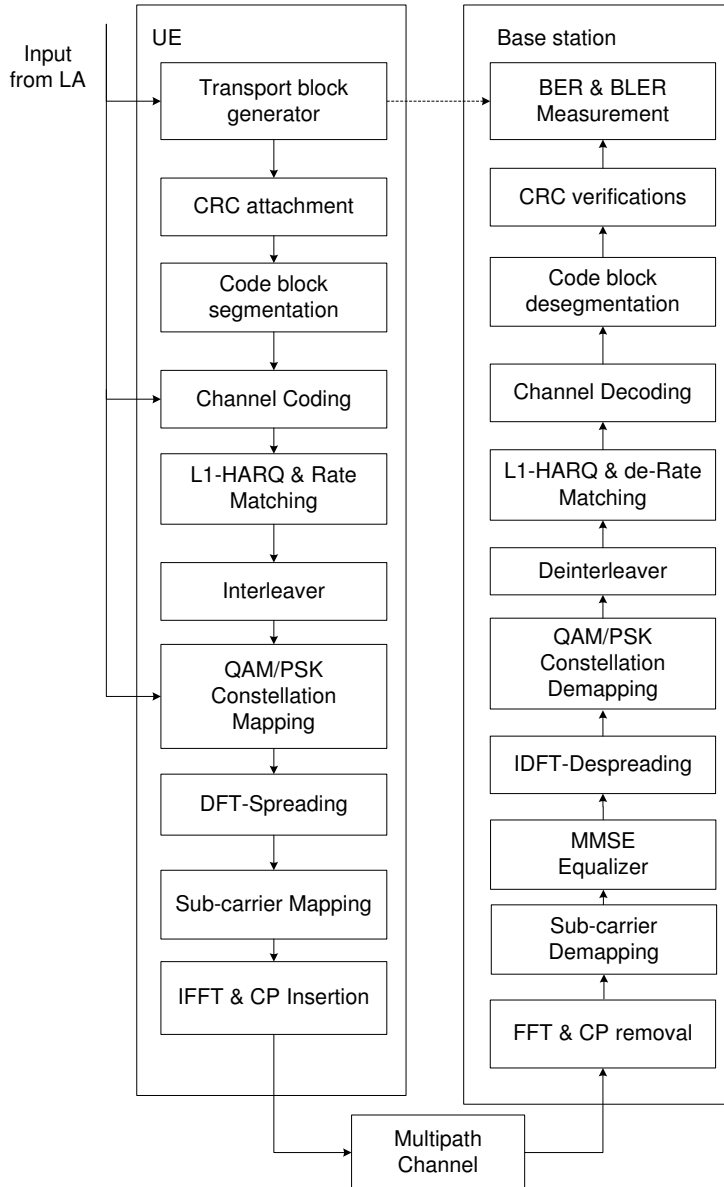 Input
from LA
UE
Transport block
generator
CRC attachment
Code block
segmentation
Channel Coding
L1-HARQ & Rate
Matching
Interleaver
QAM/PSK
Constellation
Mapping
DFT-Spreading
Sub-carrier Mapping
IFFT & CP Insertion
Multipath
Channel
Base station
BER & BLER
Measurement
CRC verifications
Code block
desegmentation
Channel Decoding
L1-HARQ & de-Rate
Matching
Deinterleaver
QAM/PSK
Constellation
Demapping
IDFT-Despreading
MMSE
Equalizer
Sub-carrier
Demapping
FFT & CP removal